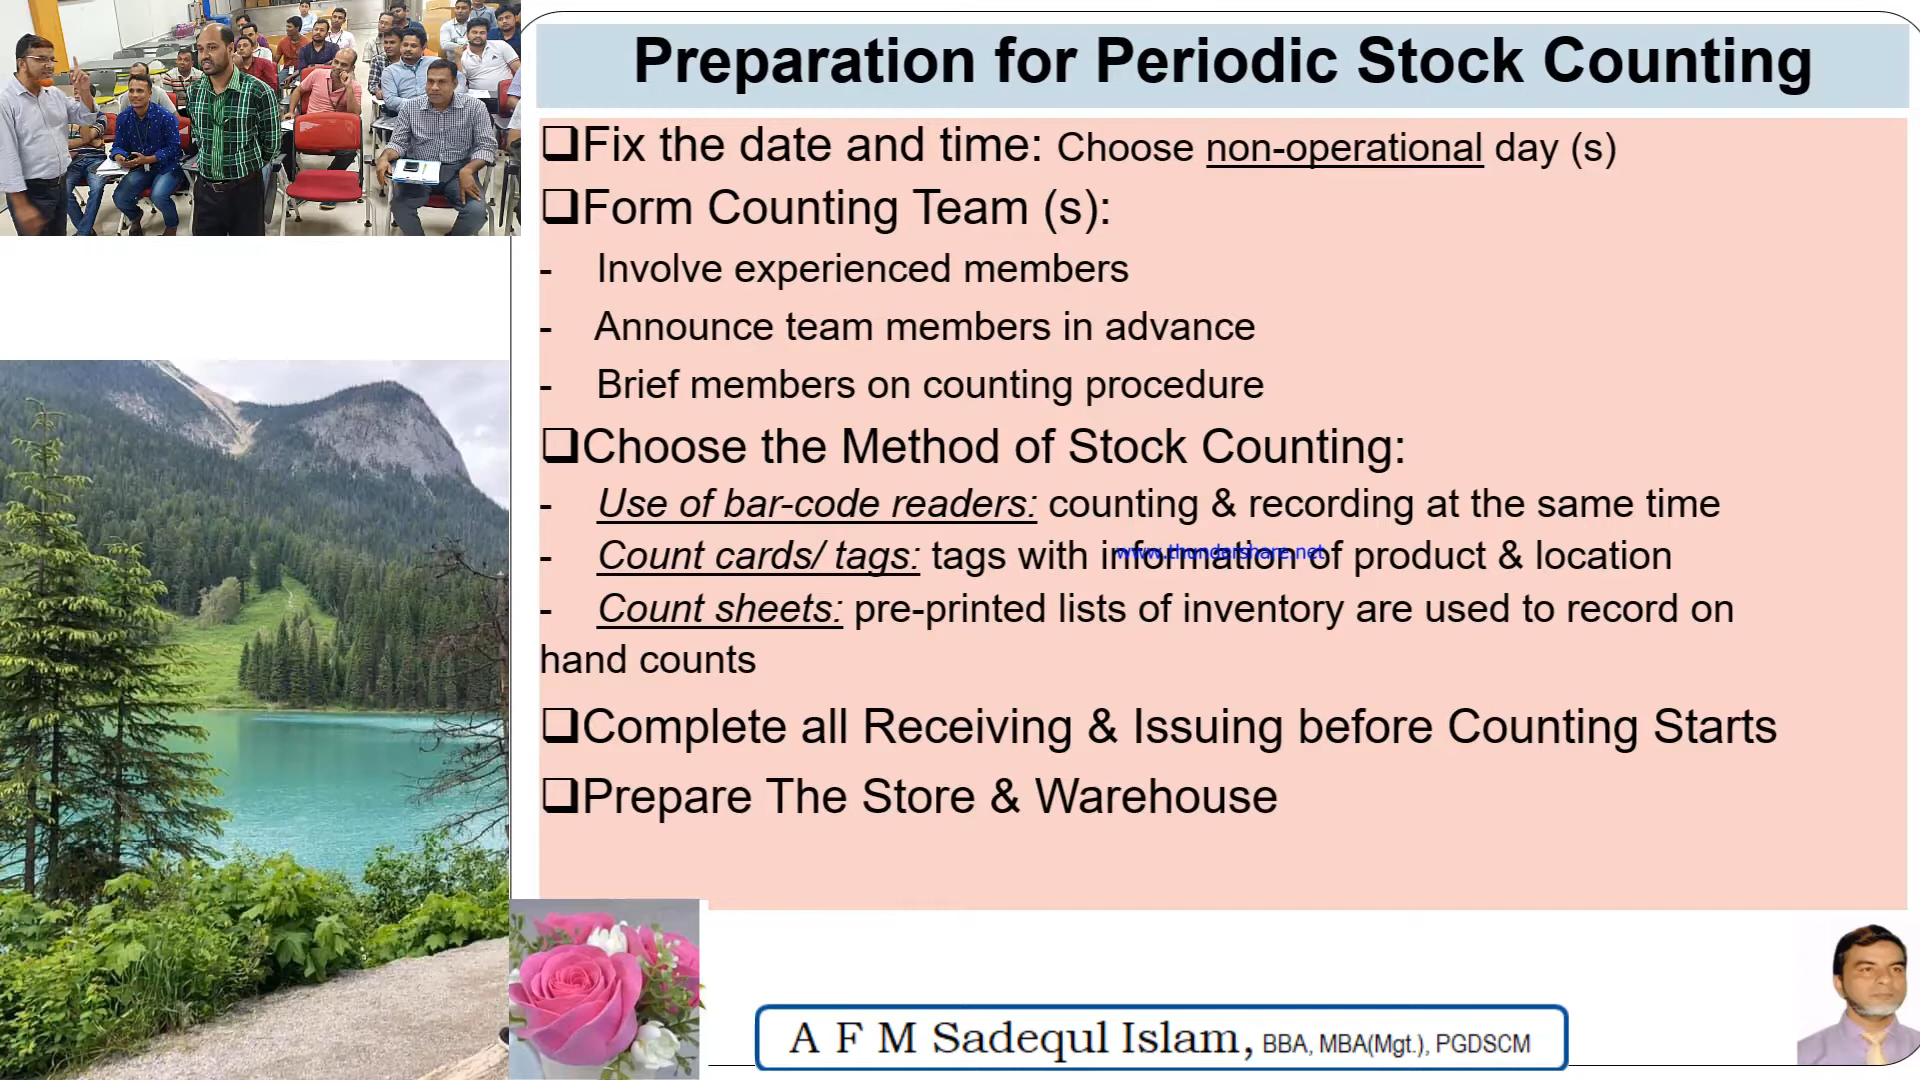 Preparation for Periodic Stock Counting
❑Fix the date and time: Choose non-operational day (s)
❑Form Counting Team (s):
- Involve experienced members
- Announce team members in advance
- Brief members on counting procedure
❑Choose the Method of Stock Counting:
- Use of bar-code readers: counting & recording at the same time
- Count cards/ tags: tags with information of product & location
www.thundershare.net
- Count sheets: pre-printed lists of inventory are used to record on
hand counts
❑Complete all Receiving & Issuing before Counting Starts
❑Prepare The Store & Warehouse
A F M Sadequl Islam, BBA, MBA(Mgt.), PGDSCM